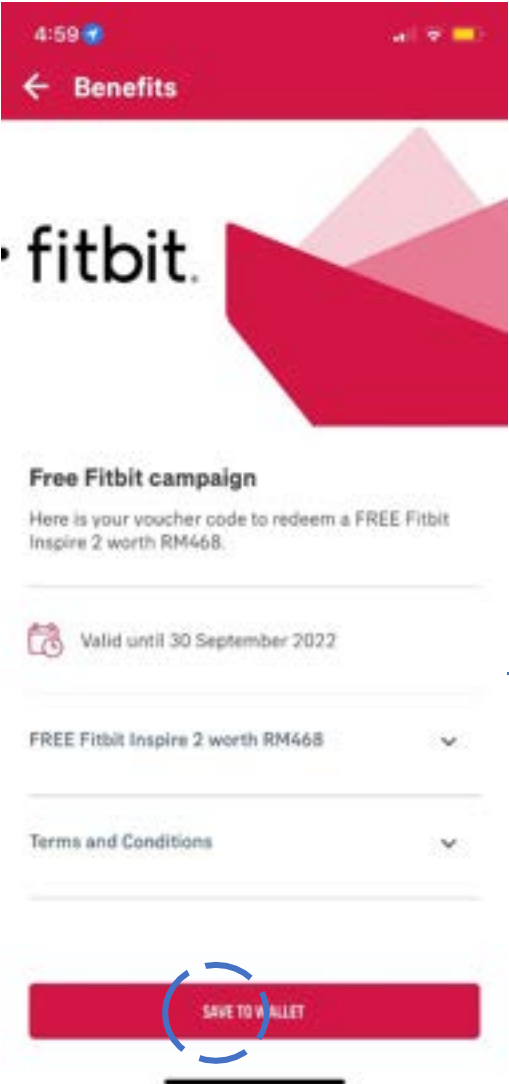 4:59
Benefits
fitbit.
Free Fitbit campaign
Here is your voucher code to redeem a FREE Fitbit
Inspire 2 worth RM468.
Valid until 30 September 2022
FREE Fitbit Inspire 2 worth RM468
Terms and Conditions
SAVE TO WALLET